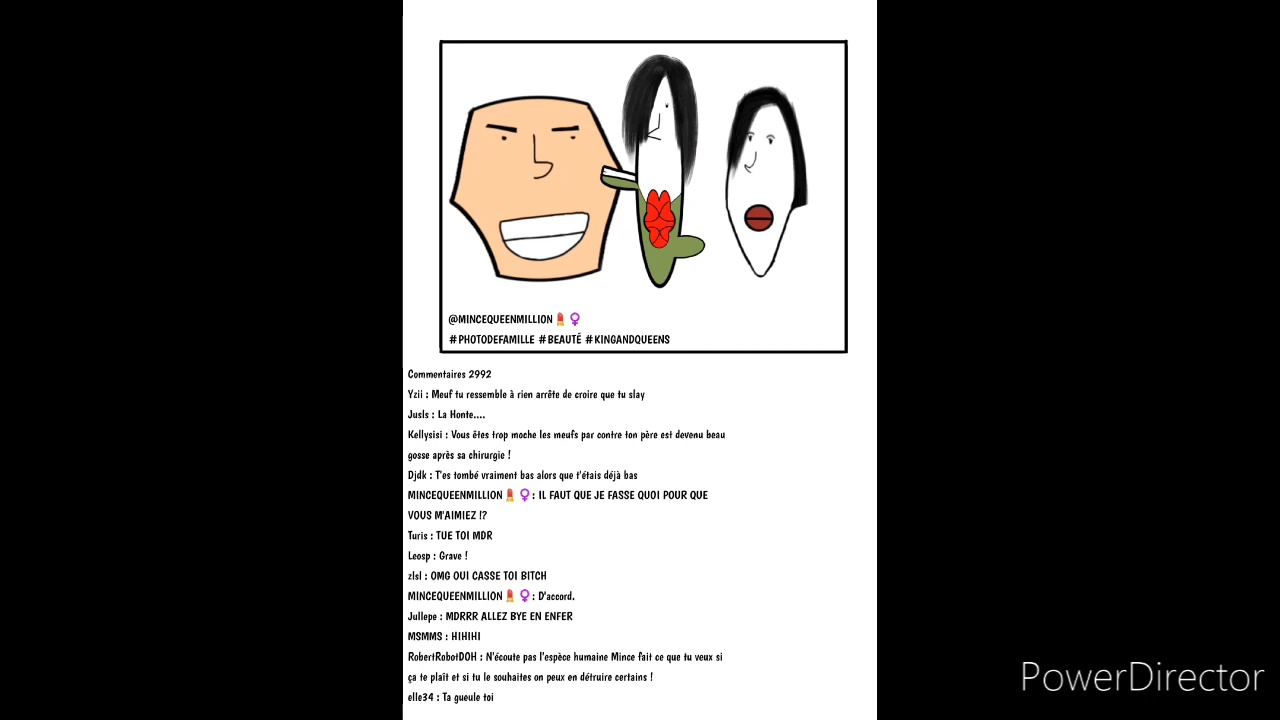 @MINCEQUEENMILLION💄♀️
#PHOTODEFAMILLE #BEAUTÉ #KINGANDQUEENS
Commentaires 2992
Yzii : Meuf tu ressemble à rien arrête de croire que tu slay
Jusls : La Honte....
Kellysisi : Vous êtes trop moche les meufs par contre ton père est devenu beau
gosse après sa chirurgie !
Djdk : T'es tombé vraiment bas alors que t'étais déjà bas
MINCEQUEENMILLION💄♀️: IL FAUT QUE JE FASSE QUOI POUR QUE
VOUS M'AIMIEZ !?
Turis : TUE TOI MDR
Leosp : Grave !
zlsl : OMG OUI CASSE TOI BITCH
MINCEQUEENMILLION💄♀️: D'accord.
Jullepe : MDRRR ALLEZ BYE EN ENFER
MSMMS : HIHIHI
RobertRobotDOH : N'écoute pas l'espèce humaine Mince fait ce que tu veux si
ça te plaît et si tu le souhaites on peux en détruire certains !
elle34 : Ta gueule toi
PowerDirector